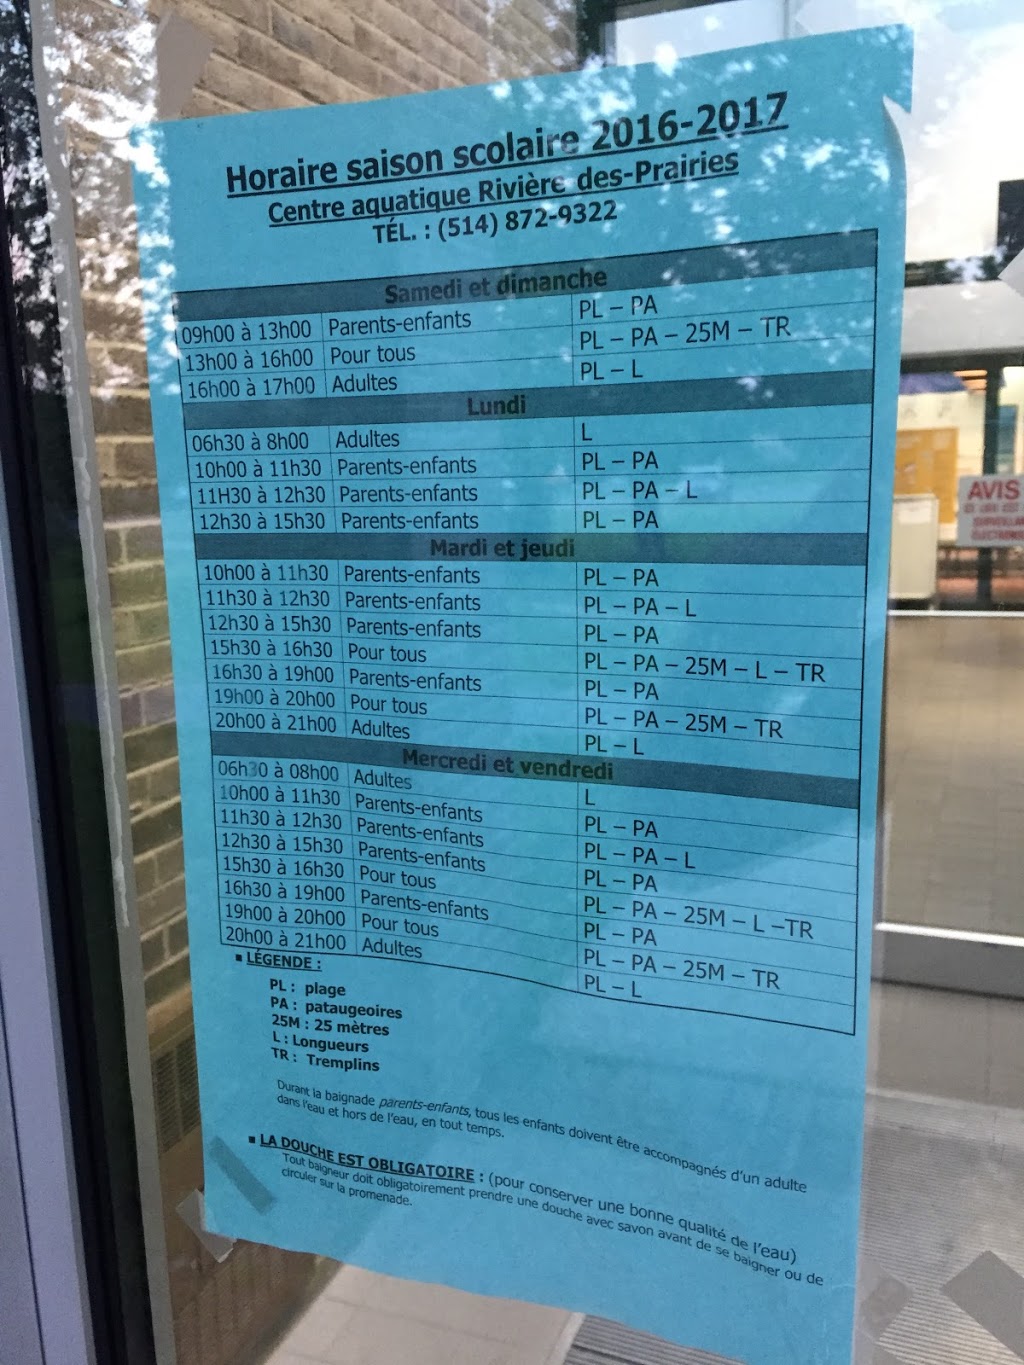 Horaire saison scolaire 2016-2017
Centre aquatique Rivière des-Prairies
TÉL. : (514) 872-9322
Samedi et dimanche
09h00 à 13h00 Parents-enfants PL – PA
13h00 à 16h00 Pour tous PL – PA – 25M – TR
16h00 à 17h00 Adultes PL – L
Lundi
06h30 à 8h00 Adultes L
10h00 à 11h30 Parents-enfants PL – PA
11H30 à 12h30 Parents-enfants PL – PA – L
12h30 à 15h30 Parents-enfants PL – PA
Mardi et jeudi
10h00 à 11h30 Parents-enfants PL – PA
11h30 à 12h30 Parents-enfants PL – PA – L
12h30 à 15h30 Parents-enfants PL – PA
15h30 à 16h30 Pour tous PL – PA – 25M – L – TR
16h30 à 19h00 Parents-enfants PL – PA
19h00 à 20h00 Pour tous PL – PA – 25M – TR
20h00 à 21h00 Adultes PL – L
Mercredi et vendredi
06h30 à 08h00 Adultes L
10h00 à 11h30 Parents-enfants PL – PA
11h30 à 12h30 Parents-enfants PL – PA – L
12h30 à 15h30 Parents-enfants PL – PA
15h30 à 16h30 Pour tous PL – PA – 25M – L –TR
16h30 à 19h00 Parents-enfants PL – PA
19h00 à 20h00 Pour tous PL – PA – 25M – TR
20h00 à 21h00 Adultes PL – L
▪ LÉGENDE :
PL : plage
PA : pataugeoires
25M : 25 mètres
L : Longueurs
TR : Tremplins
Durant la baignade parents-enfants, tous les enfants doivent être accompagnés d'un adulte
dans l'eau et hors de l'eau, en tout temps.
▪ LA DOUCHE EST OBLIGATOIRE : (pour conserver une bonne qualité de l'eau)
Tout baigneur doit obligatoirement prendre une douche avec savon avant de se baigner ou de
circuler sur la promenade.
AVIS